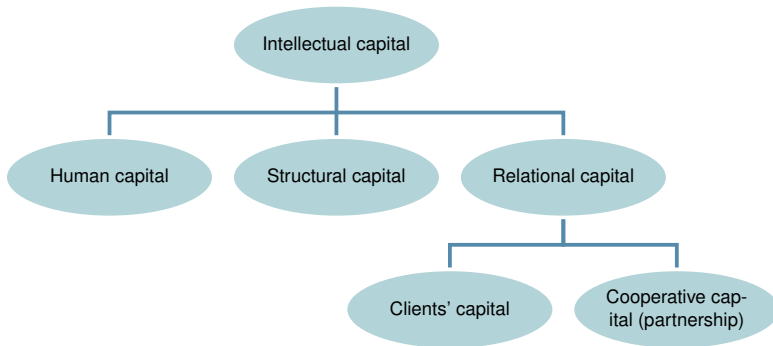 Intellectual capital
Human capital
Structural capital
Relational capital
Clients’ capital
Cooperative cap-
ital (partnership)